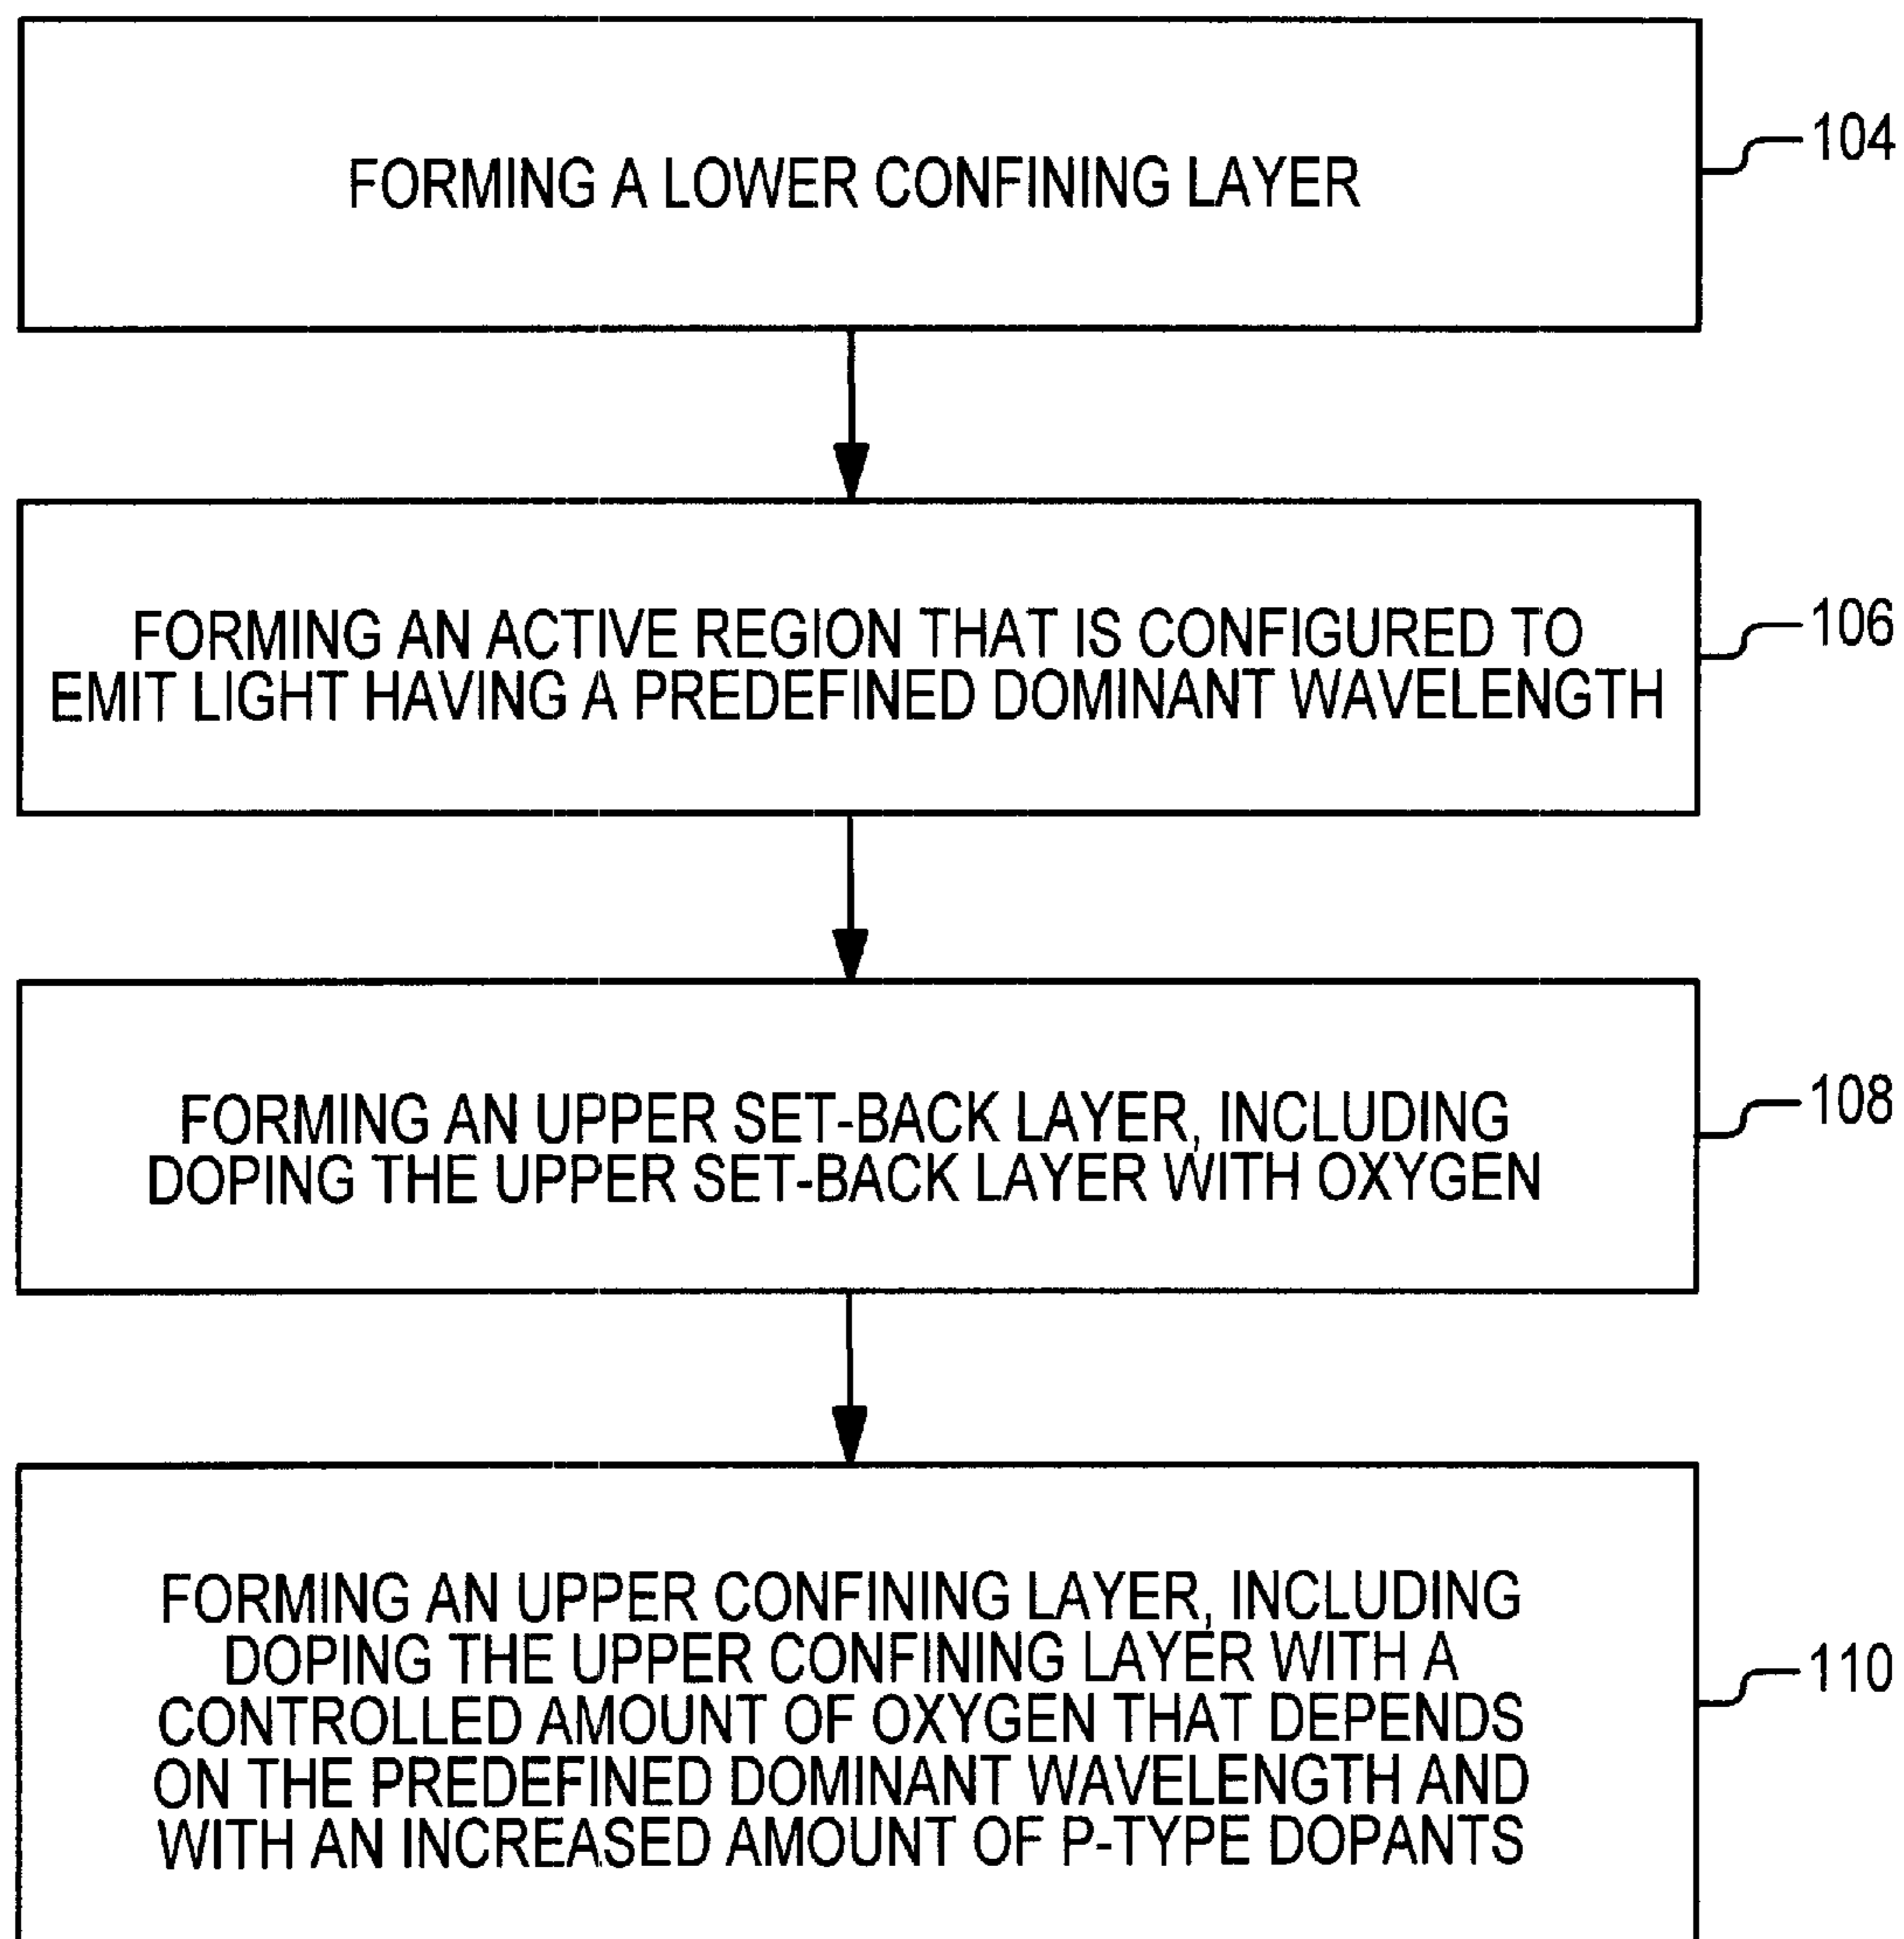 FORMING A LOWER CONFINING LAYER
104
FORMING AN ACTIVE REGION THAT IS CONFIGURED TO
EMIT LIGHT HAVING A PREDEFINED DOMINANT WAVELENGTH
106
FORMING AN UPPER SET-BACK LAYER, INCLUDING
DOPING THE UPPER SET-BACK LAYER WITH OXYGEN
108
FORMING AN UPPER CONFINING LAYER, INCLUDING
DOPING THE UPPER CONFINING LAYER WITH A
CONTROLLED AMOUNT OF OXYGEN THAT DEPENDS
ON THE PREDEFINED DOMINANT WAVELENGTH AND
WITH AN INCREASED AMOUNT OF P-TYPE DOPANTS
110